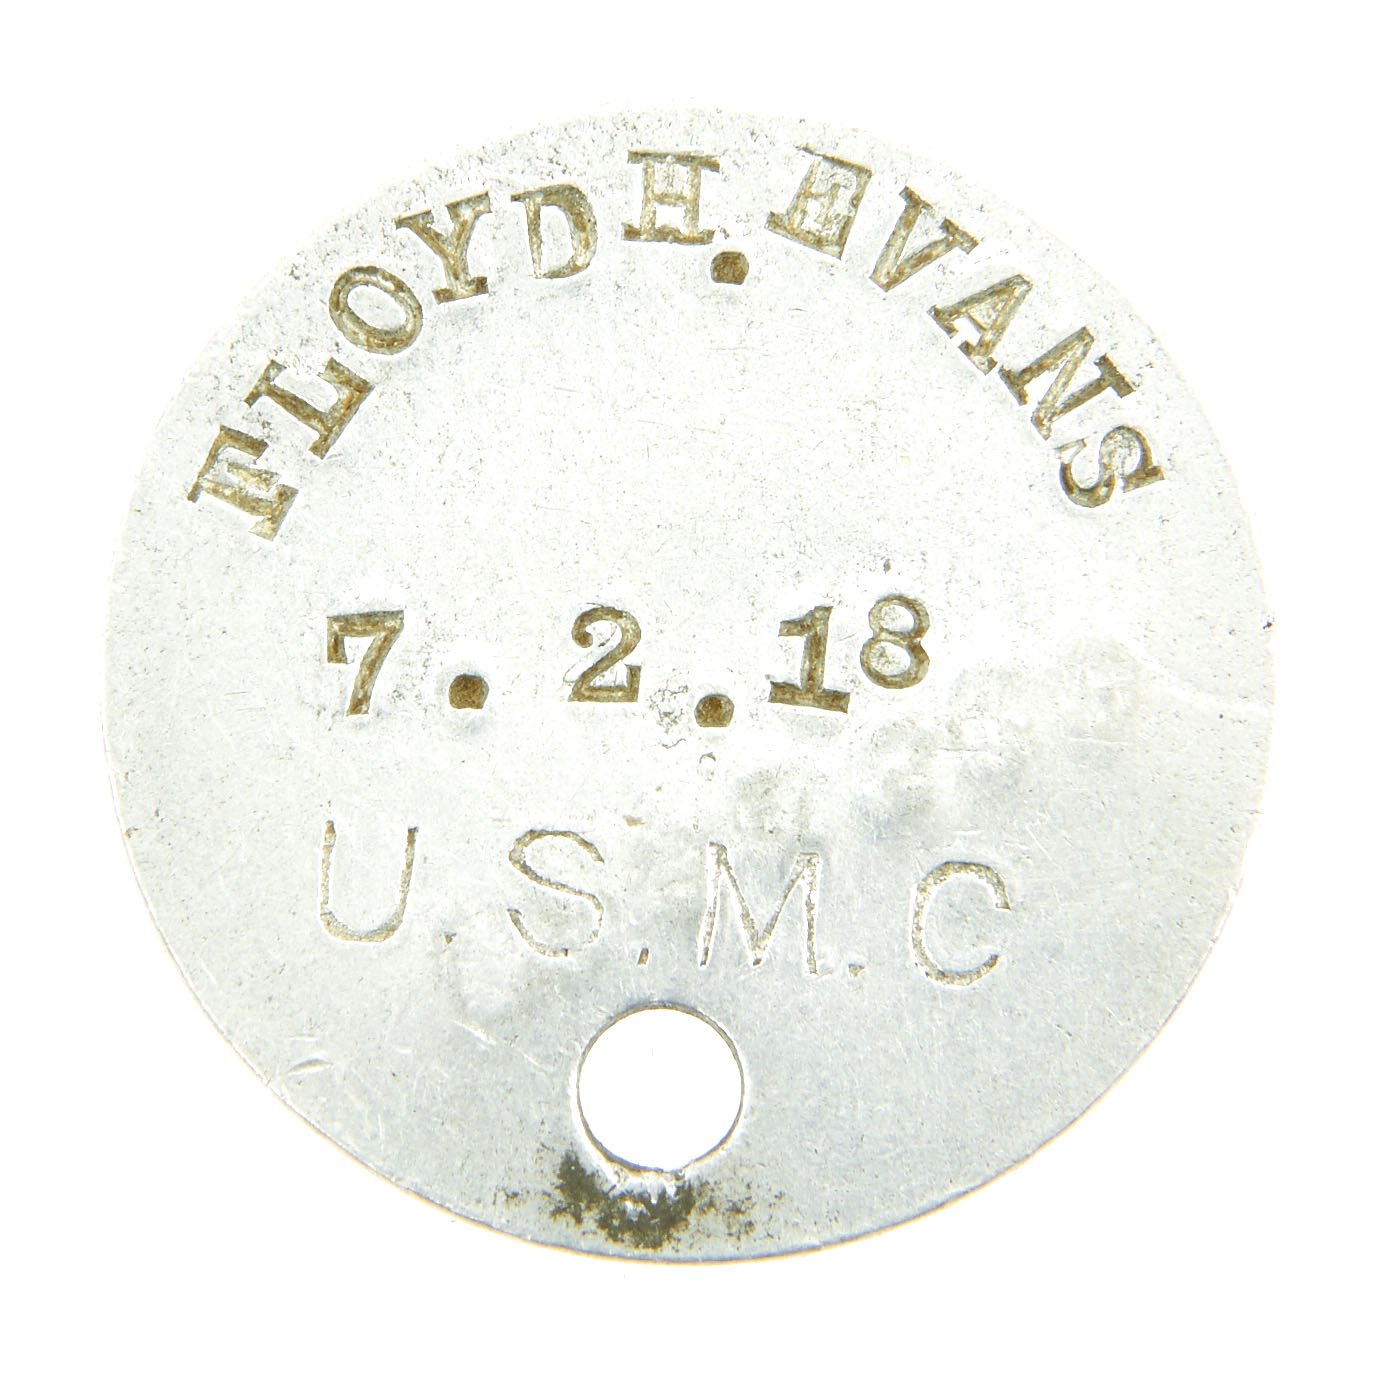 FLOYD H. EVANS
7. 2. 18
U.S.M.C